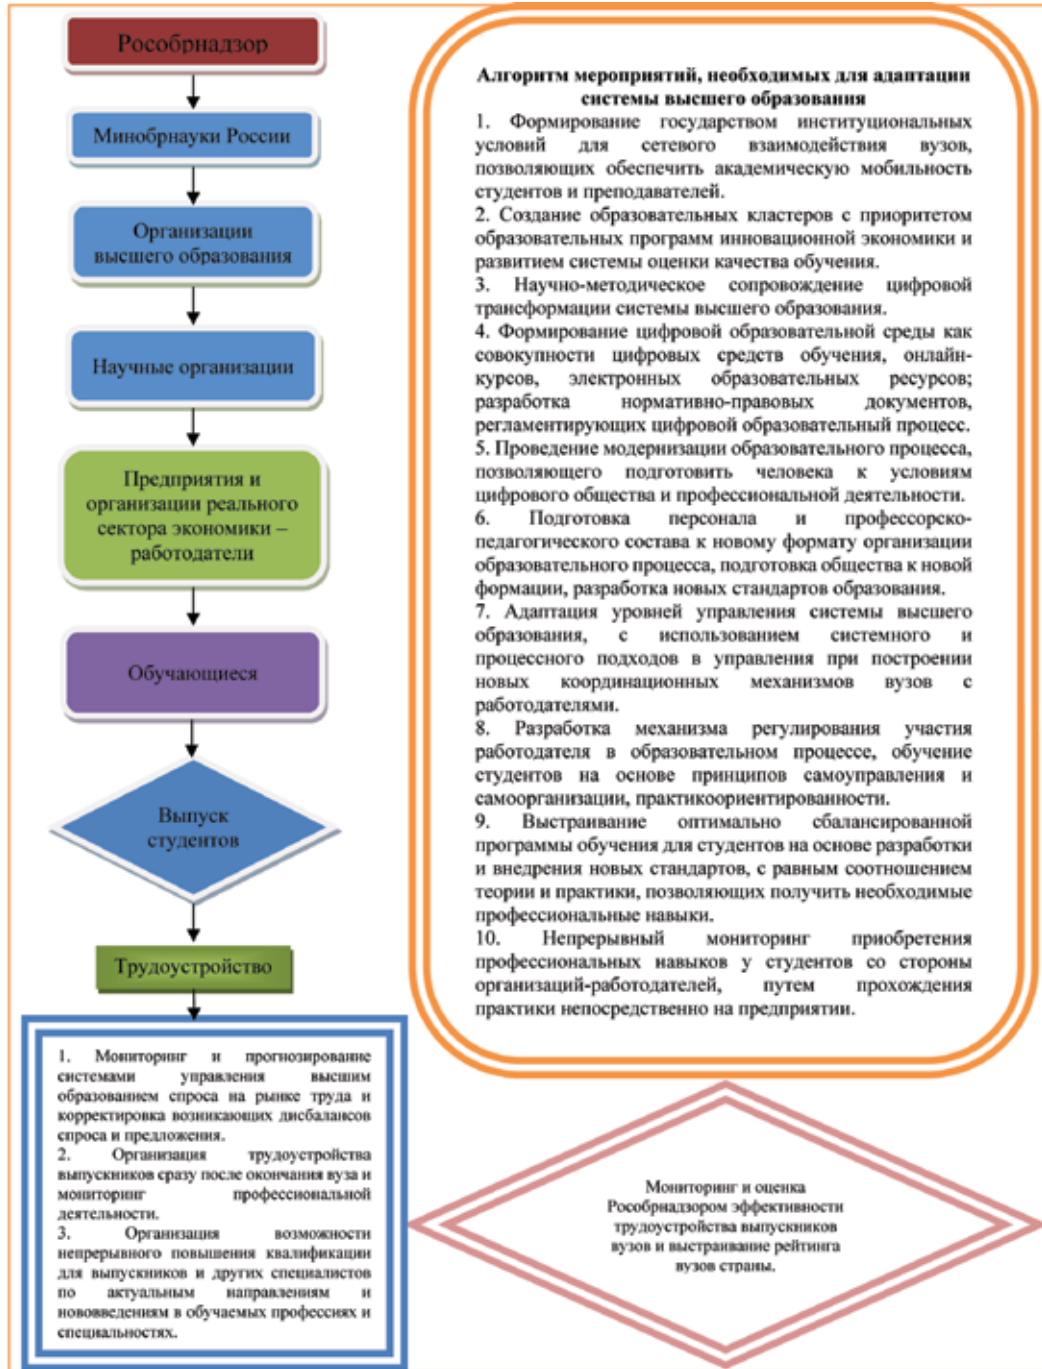 Рособрнадзор
Минобрнауки России
Организации
высшего образования
Научные организации
Предприятия и
организации реального
сектора экономики –
работодатели
Обучающиеся
Выпуск
студентов
Трудоустройство
1. Мониторинг и прогнозирование
системами управления высшим
образованием спроса на рынке труда и
корректировка возникающих дисбалансов
спроса и предложения.
2. Организация трудоустройства
выпускников сразу после окончания вуза и
мониторинг профессиональной
деятельности.
3. Организация возможности
непрерывного повышения квалификации
для выпускников и других специалистов
по актуальным направлениям и
нововведениям в обучаемых профессиях и
специальностях.
Алгоритм мероприятий, необходимых для адаптации
системы высшего образования
1. Формирование государством институциональных
условий для сетевого взаимодействия вузов,
позволяющих обеспечить академическую мобильность
студентов и преподавателей.
2. Создание образовательных кластеров с приоритетом
образовательных программ инновационной экономики и
развитием системы оценки качества обучения.
3. Научно-методическое сопровождение цифровой
трансформации системы высшего образования.
4. Формирование цифровой образовательной среды как
совокупности цифровых средств обучения, онлайн-
курсов, электронных образовательных ресурсов;
разработка нормативно-правовых документов,
регламентирующих цифровой образовательный процесс.
5. Проведение модернизации образовательного процесса,
позволяющего подготовить человека к условиям
цифрового общества и профессиональной деятельности.
6. Подготовка персонала и профессорско-
педагогического состава к новому формату организации
образовательного процесса, подготовка общества к новой
формации, разработка новых стандартов образования.
7. Адаптация уровней управления системы высшего
образования, с использованием системного и
процессного подходов в управления при построении
новых координационных механизмов вузов с
работодателями.
8. Разработка механизма регулирования участия
работодателя в образовательном процессе, обучение
студентов на основе принципов самоуправления и
самоорганизации, практикоориентированности.
9. Выстраивание оптимально сбалансированной
программы обучения для студентов на основе разработки
и внедрения новых стандартов, с равным соотношением
теории и практики, позволяющих получить необходимые
профессиональные навыки.
10. Непрерывный мониторинг приобретения
профессиональных навыков у студентов со стороны
организаций-работодателей, путем прохождения
практики непосредственно на предприятии.
Мониторинг и оценка
Рособрнадзором эффективности
трудоустройства выпускников
вузов и выстраивание рейтинга
вузов страны.